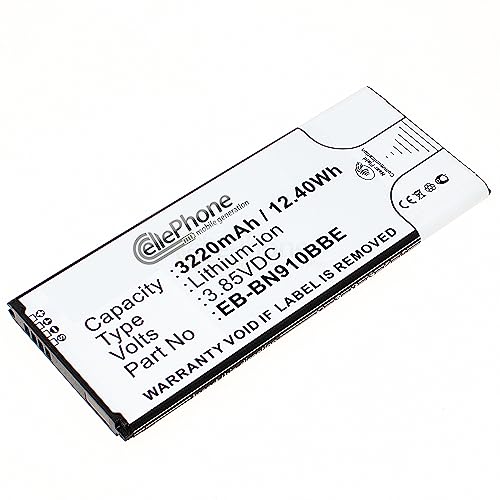 cellePhone
mobile generation
Capacity 3220mAh / 12.40Wh
Type Lithium-ion
Volts 3.85VDC
Part No EB-BN910BBE
WARRANTY VOID IF LABEL IS REMOVED